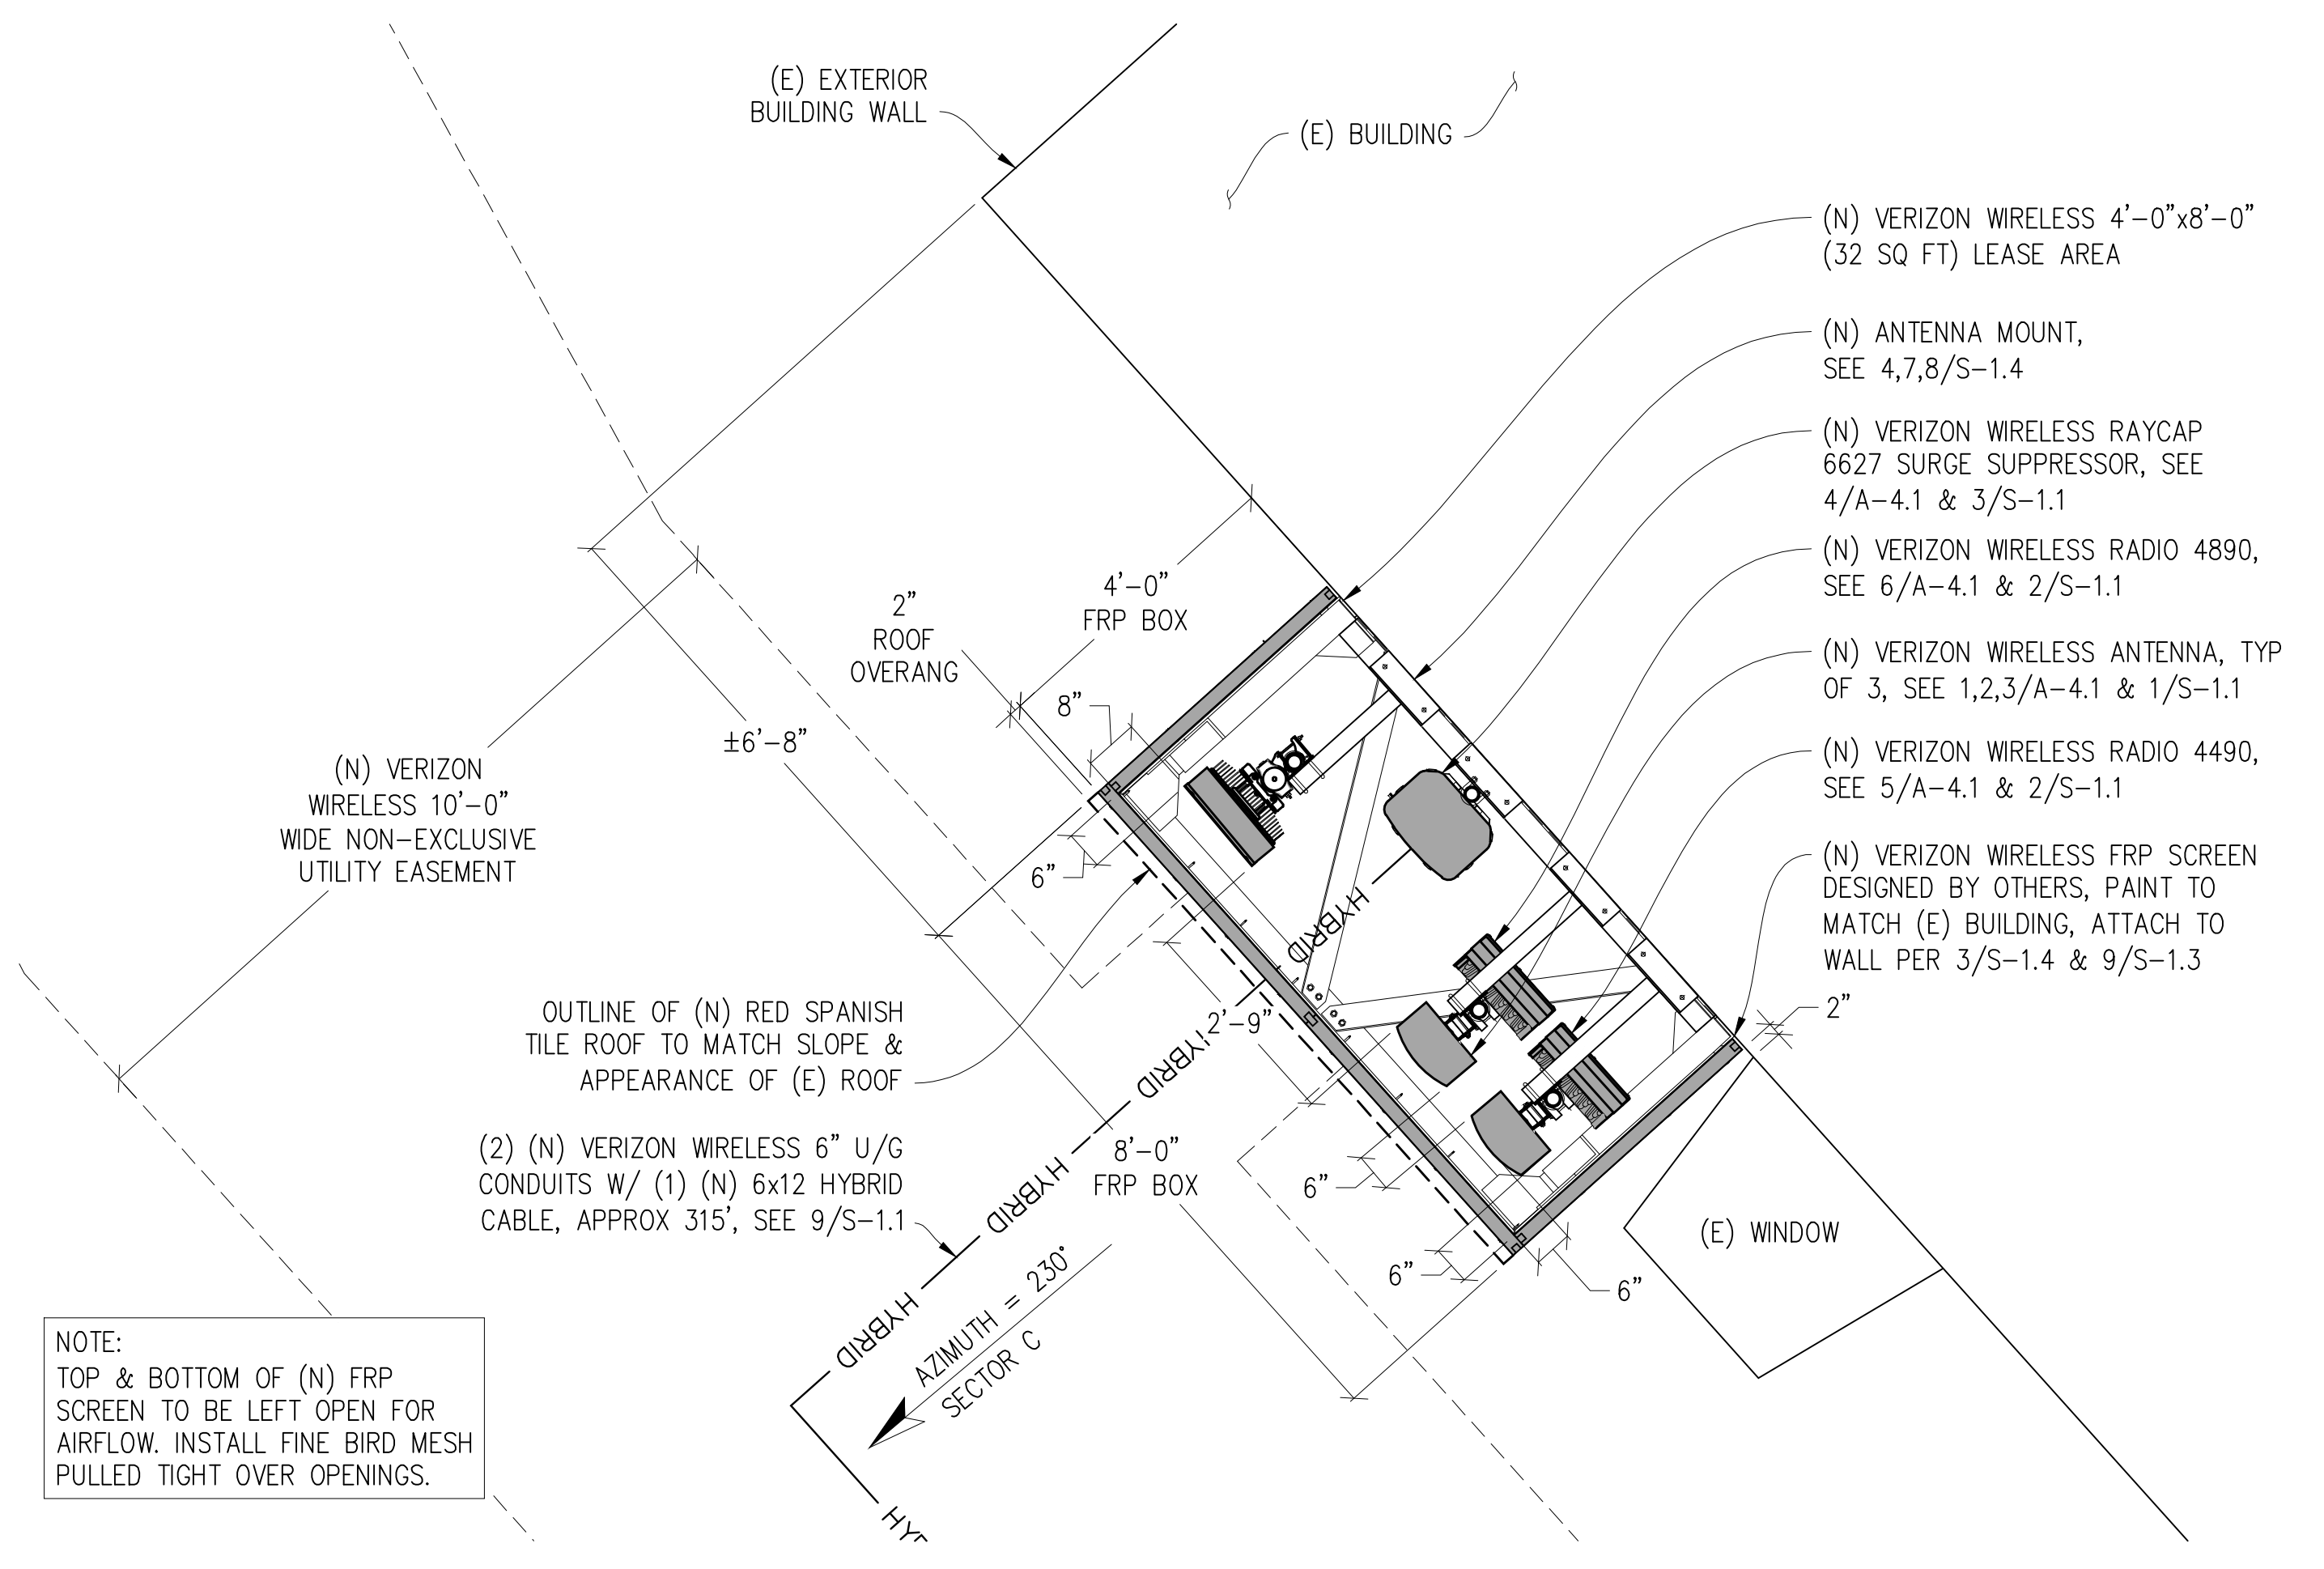 (E) EXTERIOR
BUILDING WALL
(E) BUILDING
(N) VERIZON WIRELESS 4'-0"x8'-0"
(32 SQ FT) LEASE AREA
(N) ANTENNA MOUNT,
SEE 4,7,8/S-1.4
(N) VERIZON WIRELESS RAYCAP
6627 SURGE SUPPRESSOR, SEE
4/A-4.1 & 3/S-1.1
(N) VERIZON WIRELESS RADIO 4890,
SEE 6/A-4.1 & 2/S-1.1
(N) VERIZON WIRELESS ANTENNA, TYP
OF 3, SEE 1,2,3/A-4.1 & 1/S-1.1
(N) VERIZON WIRELESS RADIO 4490,
SEE 5/A-4.1 & 2/S-1.1
(N) VERIZON WIRELESS FRP SCREEN
DESIGNED BY OTHERS, PAINT TO
MATCH (E) BUILDING, ATTACH TO
WALL PER 3/S-1.4 & 9/S-1.3
2"
4'-0"
FRP BOX
2"
ROOF
OVERANG
8"
±6'-8"
6"
(N) VERIZON
WIRELESS 10'-0"
WIDE NON-EXCLUSIVE
UTILITY EASEMENT
HYBRID
2'-9"
HYBRID
OUTLINE OF (N) RED SPANISH
TILE ROOF TO MATCH SLOPE &
APPEARANCE OF (E) ROOF
(2) (N) VERIZON WIRELESS 6" U/G
CONDUITS W/ (1) (N) 6x12 HYBRID
CABLE, APPROX 315', SEE 9/S-1.1
8'-0"
FRP BOX
HYBRID
6"
6"
6"
(E) WINDOW
HYBRID
AZIMUTH = 230°
SECTOR C
NOTE:
TOP & BOTTOM OF (N) FRP
SCREEN TO BE LEFT OPEN FOR
AIRFLOW. INSTALL FINE BIRD MESH
PULLED TIGHT OVER OPENINGS.